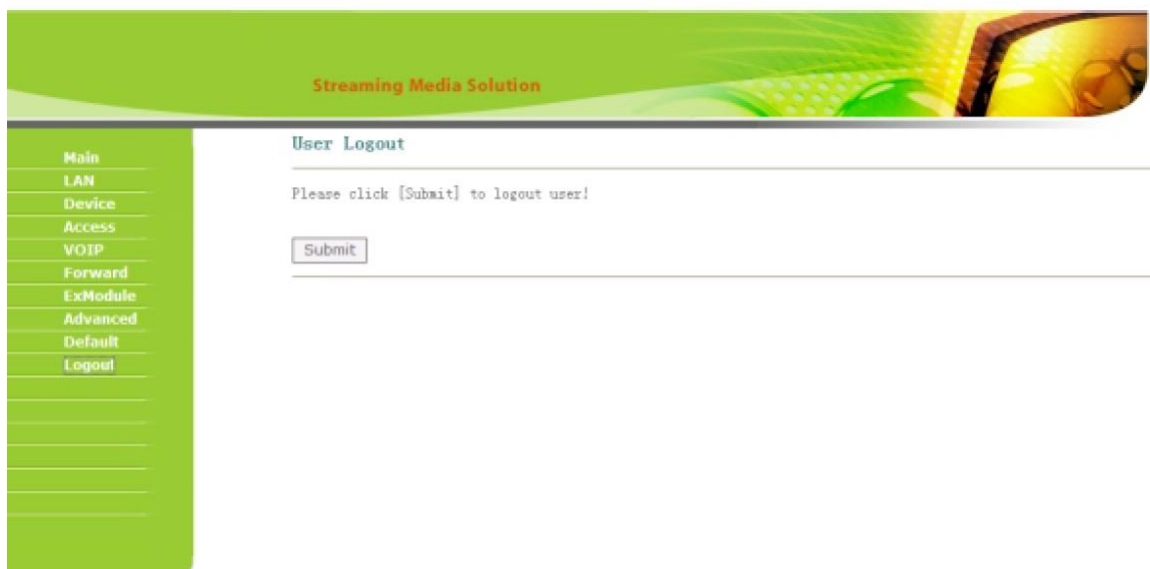 Streaming Media Solution
Main
LAN
Device
Access
VOIP
Forward
ExModule
Advanced
Default
Logout
User Logout
Please click [Submit] to logout user!
Submit